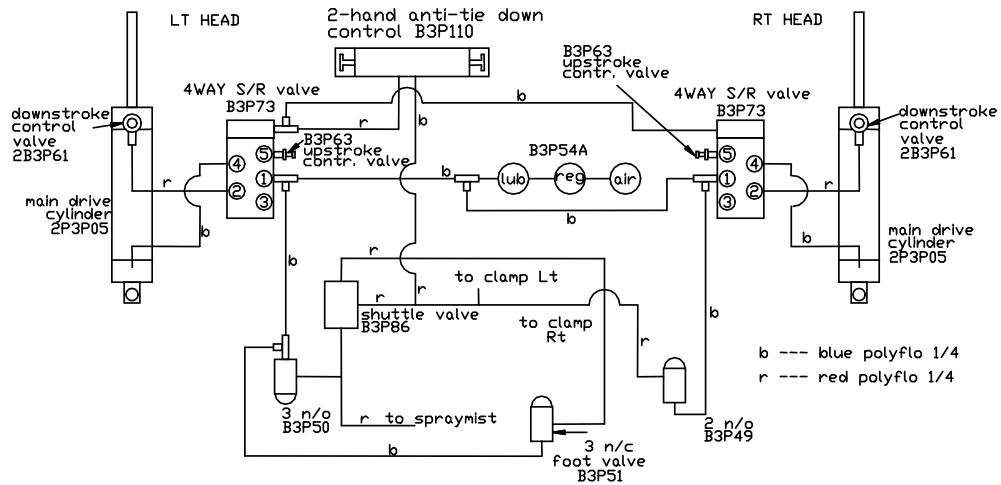 LT HEAD
2-hand anti-tie down
control B3P110
RT HEAD
B3P63
upstroke
contr. valve
4WAY S/R valve
B3P73
4WAY S/R valve
B3P73
b
r
b
downstroke
control
valve
2B3P61
downstroke
control
valve
2B3P61
B3P63
upstroke
contr. valve
5
4
1
2
3
B3P54A
lub
reg
air
b
b
5
4
1
2
3
r
r
main drive
cylinder
2P3P05
b
b
main drive
cylinder
2P3P05
b
r
to clamp Lt
r
r
shuttle valve
B3P86
to clamp
Rt
b
r
b --- blue polyflo 1/4
r --- red polyflo 1/4
3 n/o
B3P50
r to spraymist
2 n/o
B3P49
b
3 n/c
foot valve
B3P51